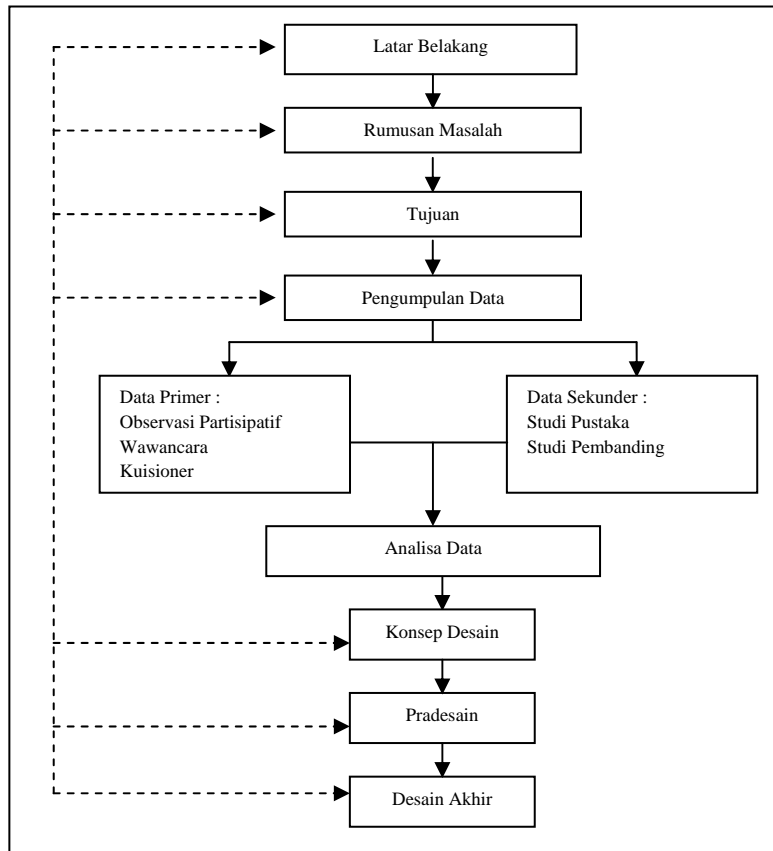 Latar Belakang
Rumusan Masalah
Tujuan
Pengumpulan Data
Data Primer :
Observasi Partisipatif
Wawancara
Kuisioner
Data Sekunder :
Studi Pustaka
Studi Pembanding
Analisa Data
Konsep Desain
Pradesain
Desain Akhir